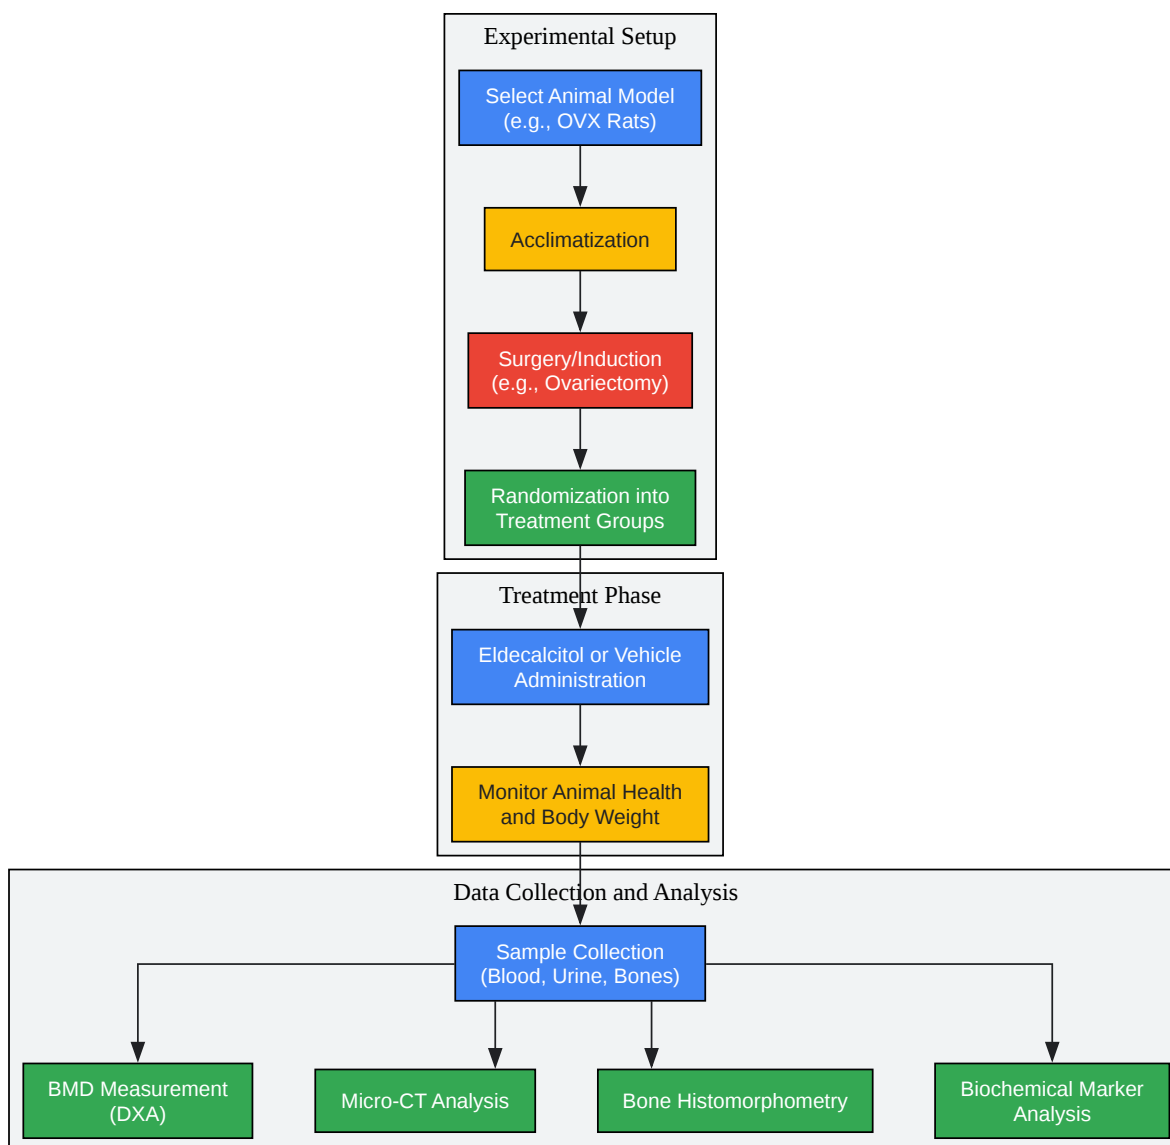 Experimental Setup
Select Animal Model
(e.g., OVX Rats)
Acclimatization
Surgery/Induction
(e.g., Ovariectomy)
Randomization into
Treatment Groups
Treatment Phase
Eldecalcitol or Vehicle
Administration
Monitor Animal Health
and Body Weight
Data Collection and Analysis
Sample Collection
(Blood, Urine, Bones)
BMD Measurement
(DXA)
Micro-CT Analysis
Bone Histomorphometry
Biochemical Marker
Analysis